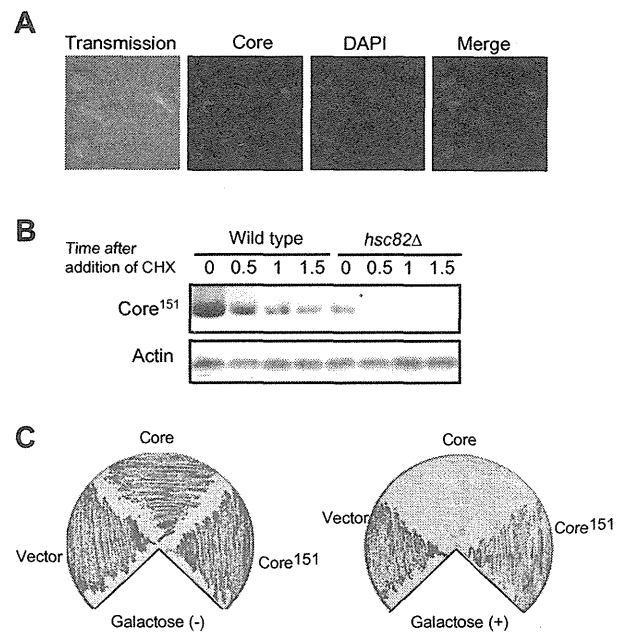 A
Transmission Core DAPI Merge
B
Time after addition of CHX
Wild type hsc82Δ
0 0.5 1 1.5 0 0.5 1 1.5
Core151
Actin
C
Core
Vector
Core151
Galactose (-)
Core
Vector
Core151
Galactose (+)